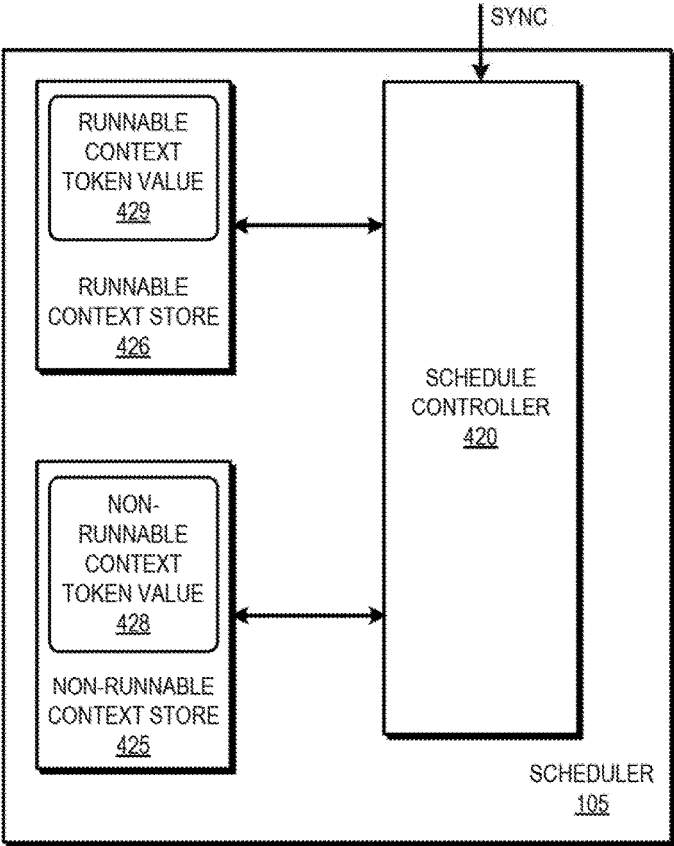 SYNC
RUNNABLE
CONTEXT
TOKEN VALUE
429
RUNNABLE
CONTEXT STORE
426
SCHEDULE
CONTROLLER
420
NON-
RUNNABLE
CONTEXT
TOKEN VALUE
428
NON-RUNNABLE
CONTEXT STORE
425
SCHEDULER
105